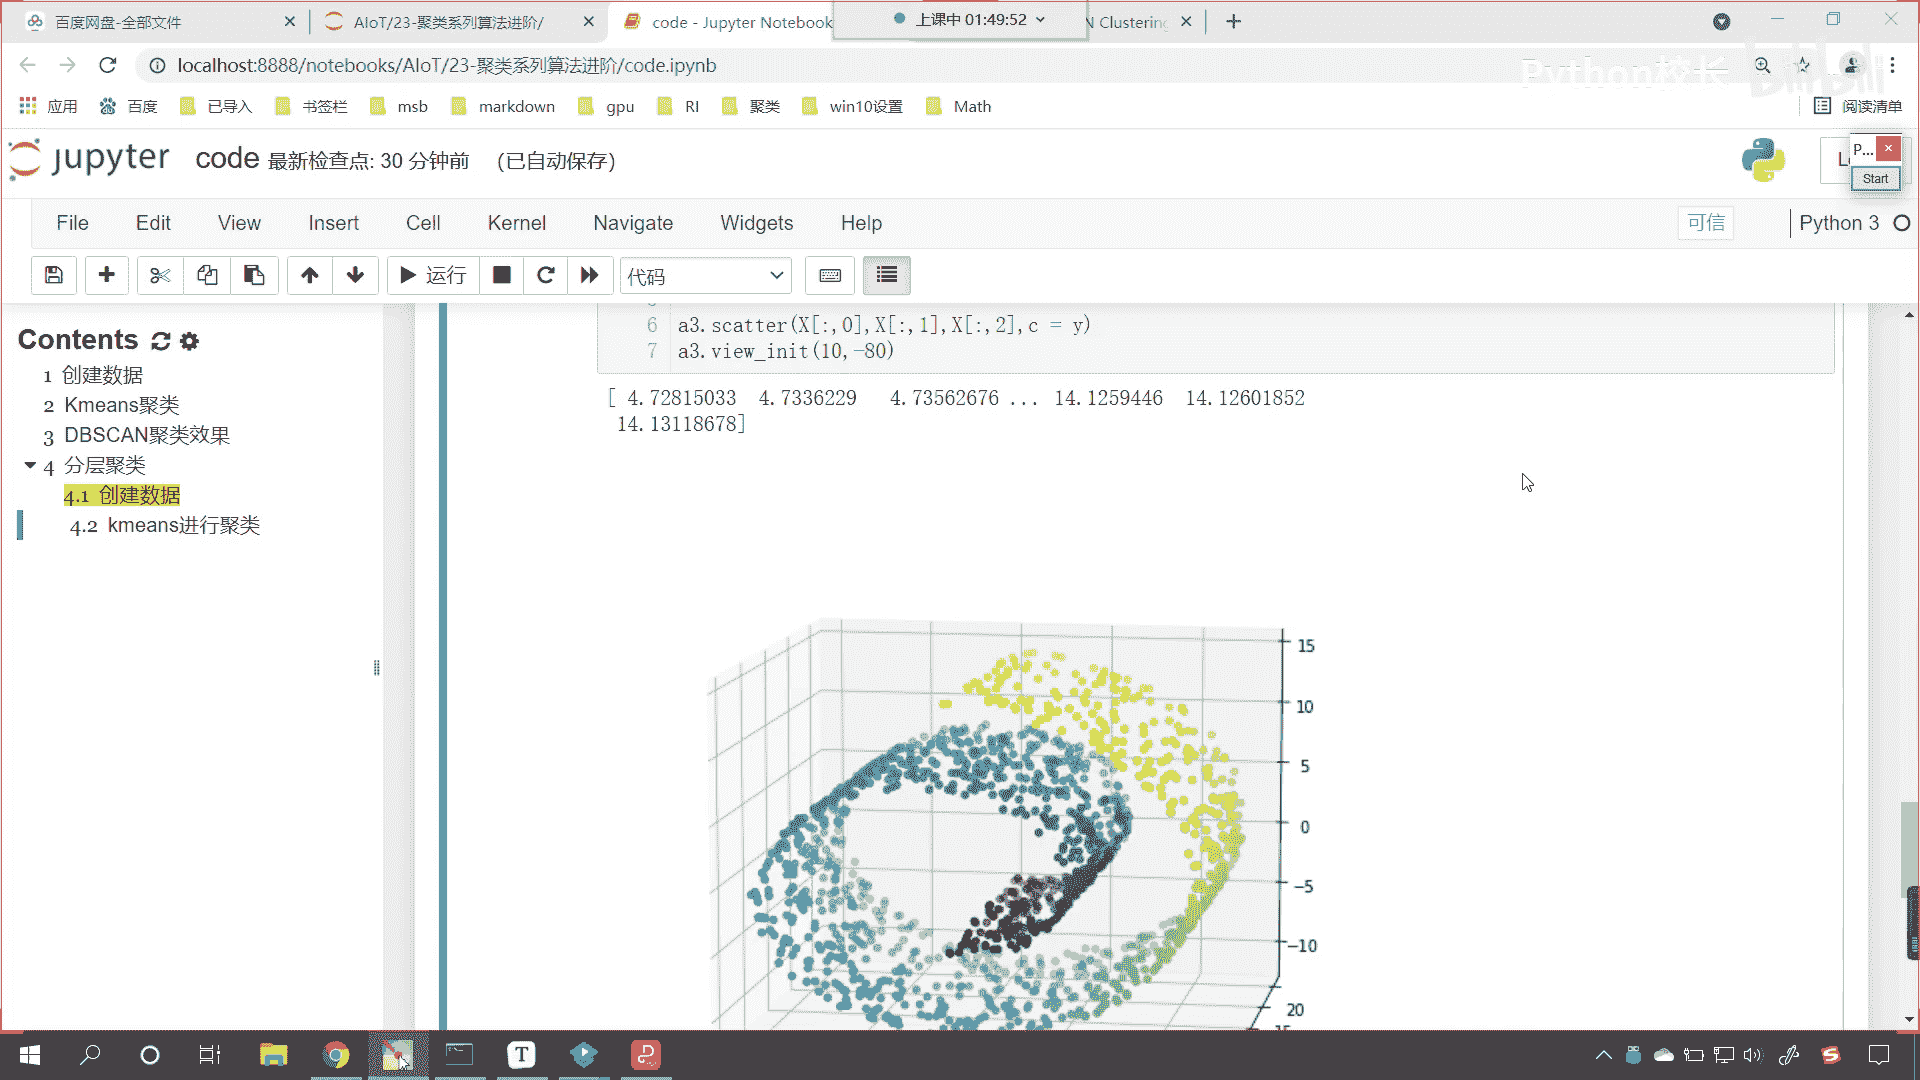 百度网盘-全部文件
AIoT/23-聚类系列算法进阶/
code - Jupyter Notebook
上课中 01:49:52
N Clustering
localhost:8888/notebooks/AIoT/23-聚类系列算法进阶/code.ipynb
Python校长
bilibili
应用 百度 已导入 书签栏 msb markdown gpu RI 聚类 win10设置 Math 阅读清单
jupyter code 最新检查点: 30 分钟前 (已自动保存)
P...
Start
File Edit View Insert Cell Kernel Navigate Widgets Help 可信 Python 3
运行 代码
Contents
1 创建数据
2 Kmeans聚类
3 DBSCAN聚类效果
4 分层聚类
4.1 创建数据
4.2 kmeans进行聚类
6 a3.scatter(X[:,0],X[:,1],X[:,2],c = y)
7 a3.view_init(10,-80)
[ 4.72815033 4.7336229 4.73562676 ... 14.1259446 14.12601852
14.13118678]
15
10
5
0
−5
−10
20